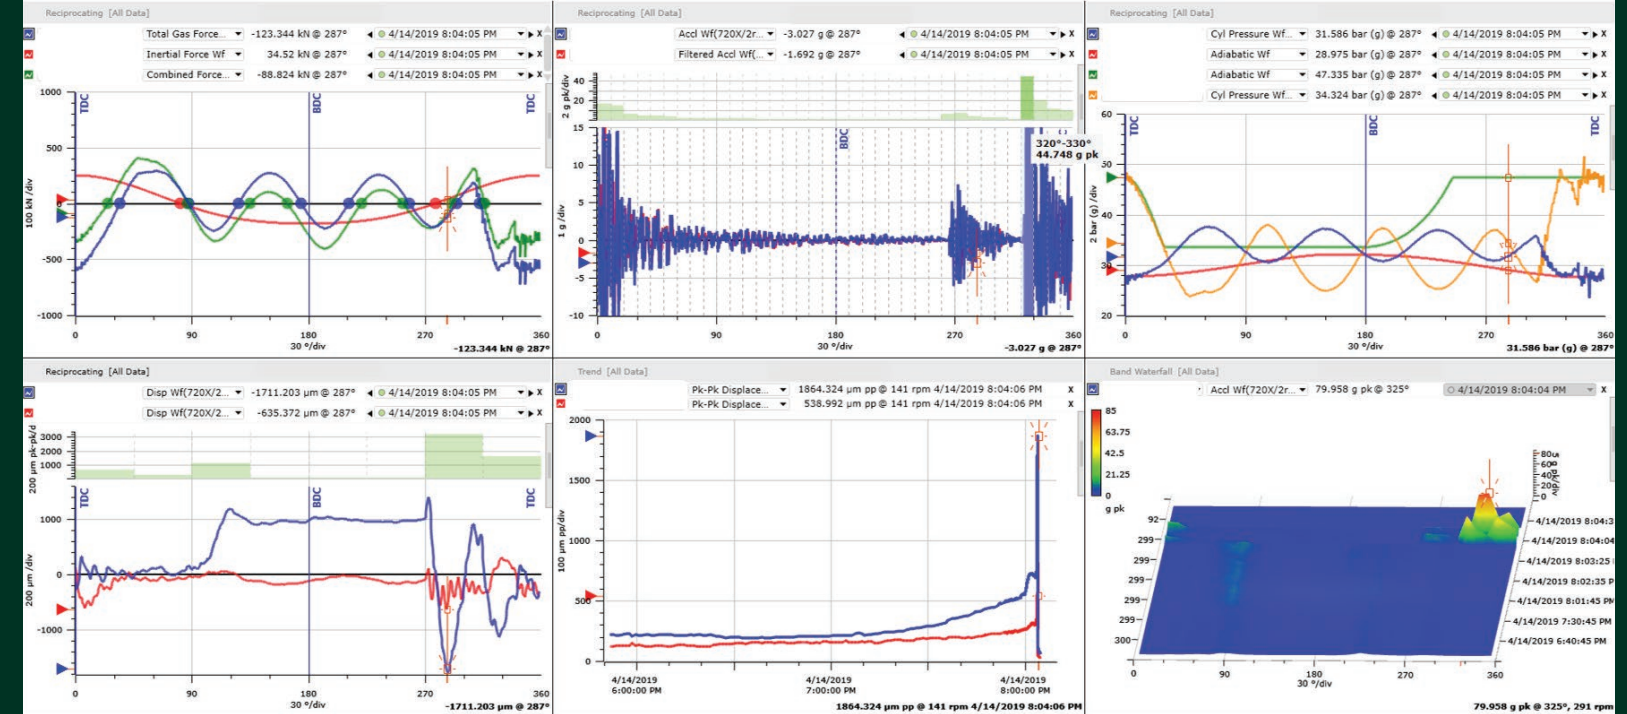 Reciprocating [All Data]
Total Gas Force... -123.344 kN @ 287° 4/14/2019 8:04:05 PM X
Inertial Force Wf 34.52 kN @ 287° 4/14/2019 8:04:05 PM X
Combined Force... -88.824 kN @ 287° 4/14/2019 8:04:05 PM X
1000
500
0
-500
-1000
100 kN /div
TDC
BDC
0 90 180 270 360
30 °/div
-123.344 kN @ 287°
Reciprocating [All Data]
Accl Wf(720X/2r... -3.027 g @ 287° 4/14/2019 8:04:05 PM X
Filtered Accl Wf(... -1.692 g @ 287° 4/14/2019 8:04:05 PM X
40
20
2 g pk/div
15
10
5
0
-5
-10
1 g /div
BDC
320°-330°
44.748 g pk
0 90 180 270 360
30 °/div
-3.027 g @ 287°
Reciprocating [All Data]
Cyl Pressure Wf... 31.586 bar (g) @ 287° 4/14/2019 8:04:05 PM X
Adiabatic Wf 28.975 bar (g) @ 287° 4/14/2019 8:04:05 PM X
Adiabatic Wf 47.335 bar (g) @ 287° 4/14/2019 8:04:05 PM X
Cyl Pressure Wf... 34.324 bar (g) @ 287° 4/14/2019 8:04:05 PM X
60
50
40
30
20
2 bar (g) /div
TDC
BDC
TDC
0 90 180 270 360
30 °/div
31.586 bar (g) @ 287°
Reciprocating [All Data]
Disp Wf(720X/2... -1711.203 µm @ 287° 4/14/2019 8:04:05 PM X
Disp Wf(720X/2... -635.372 µm @ 287° 4/14/2019 8:04:05 PM X
3000
2000
1000
200 µm pk-pk/d
1000
0
-1000
200 µm /div
TDC
BDC
TDC
0 90 180 270 360
30 °/div
-1711.203 µm @ 287°
Trend [All Data]
Pk-Pk Displace... 1864.324 µm pp @ 141 rpm 4/14/2019 8:04:06 PM X
Pk-Pk Displace... 538.992 µm pp @ 141 rpm 4/14/2019 8:04:06 PM X
2000
1500
1000
500
0
100 µm pp/div
4/14/2019 4/14/2019 4/14/2019
6:00:00 PM 7:00:00 PM 8:00:00 PM
1864.324 µm pp @ 141 rpm 4/14/2019 8:04:06 PM
Band Waterfall [All Data]
Accl Wf(720X/2r... 79.958 g pk @ 325° 4/14/2019 8:04:04 PM X
85
63.75
42.5
21.25
0
g pk
80
60
40
20
0
92
299
299
299
299
299
300
4/14/2019 8:04:3
4/14/2019 8:04:04
4/14/2019 8:03:25
4/14/2019 8:02:35 P
4/14/2019 8:01:45 PM
4/14/2019 7:30:45 PM
4/14/2019 6:40:45 PM
0 90 180 270 360
30 °/div
79.958 g pk @ 325°, 291 rpm